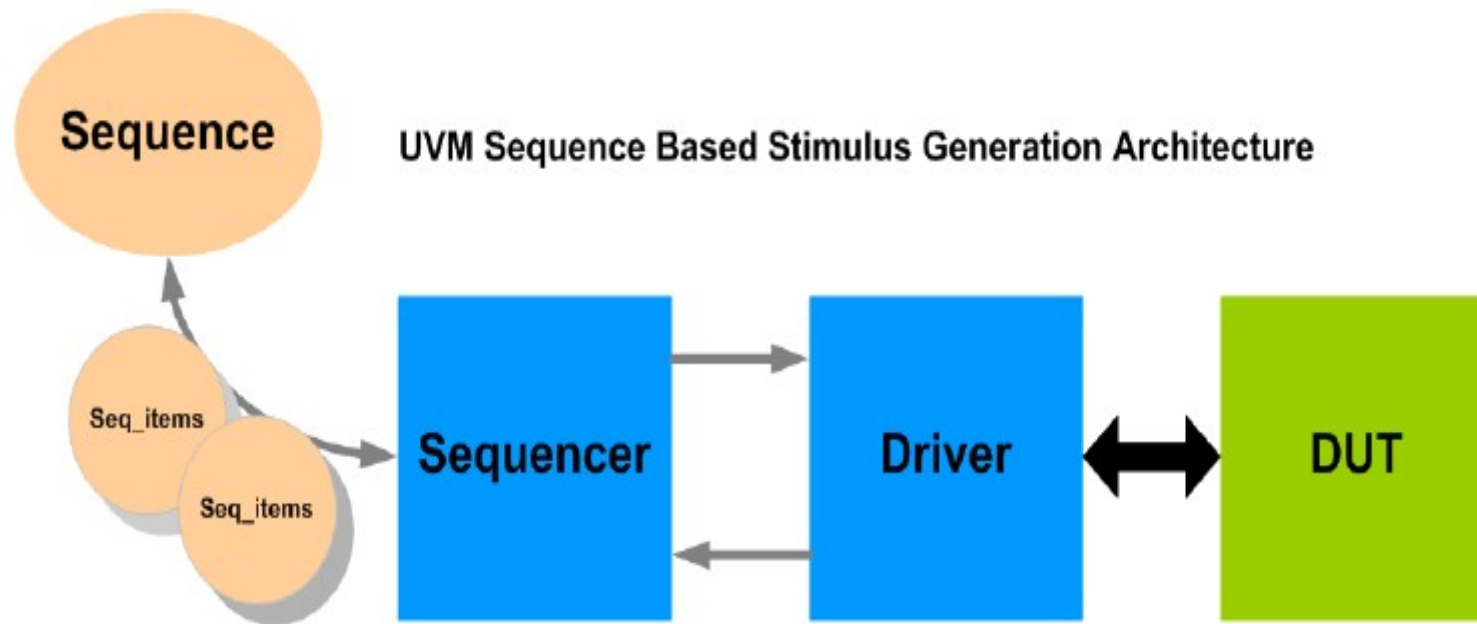 Sequence
UVM Sequence Based Stimulus Generation Architecture
Seq_items
Seq_items
Sequencer
Driver
DUT